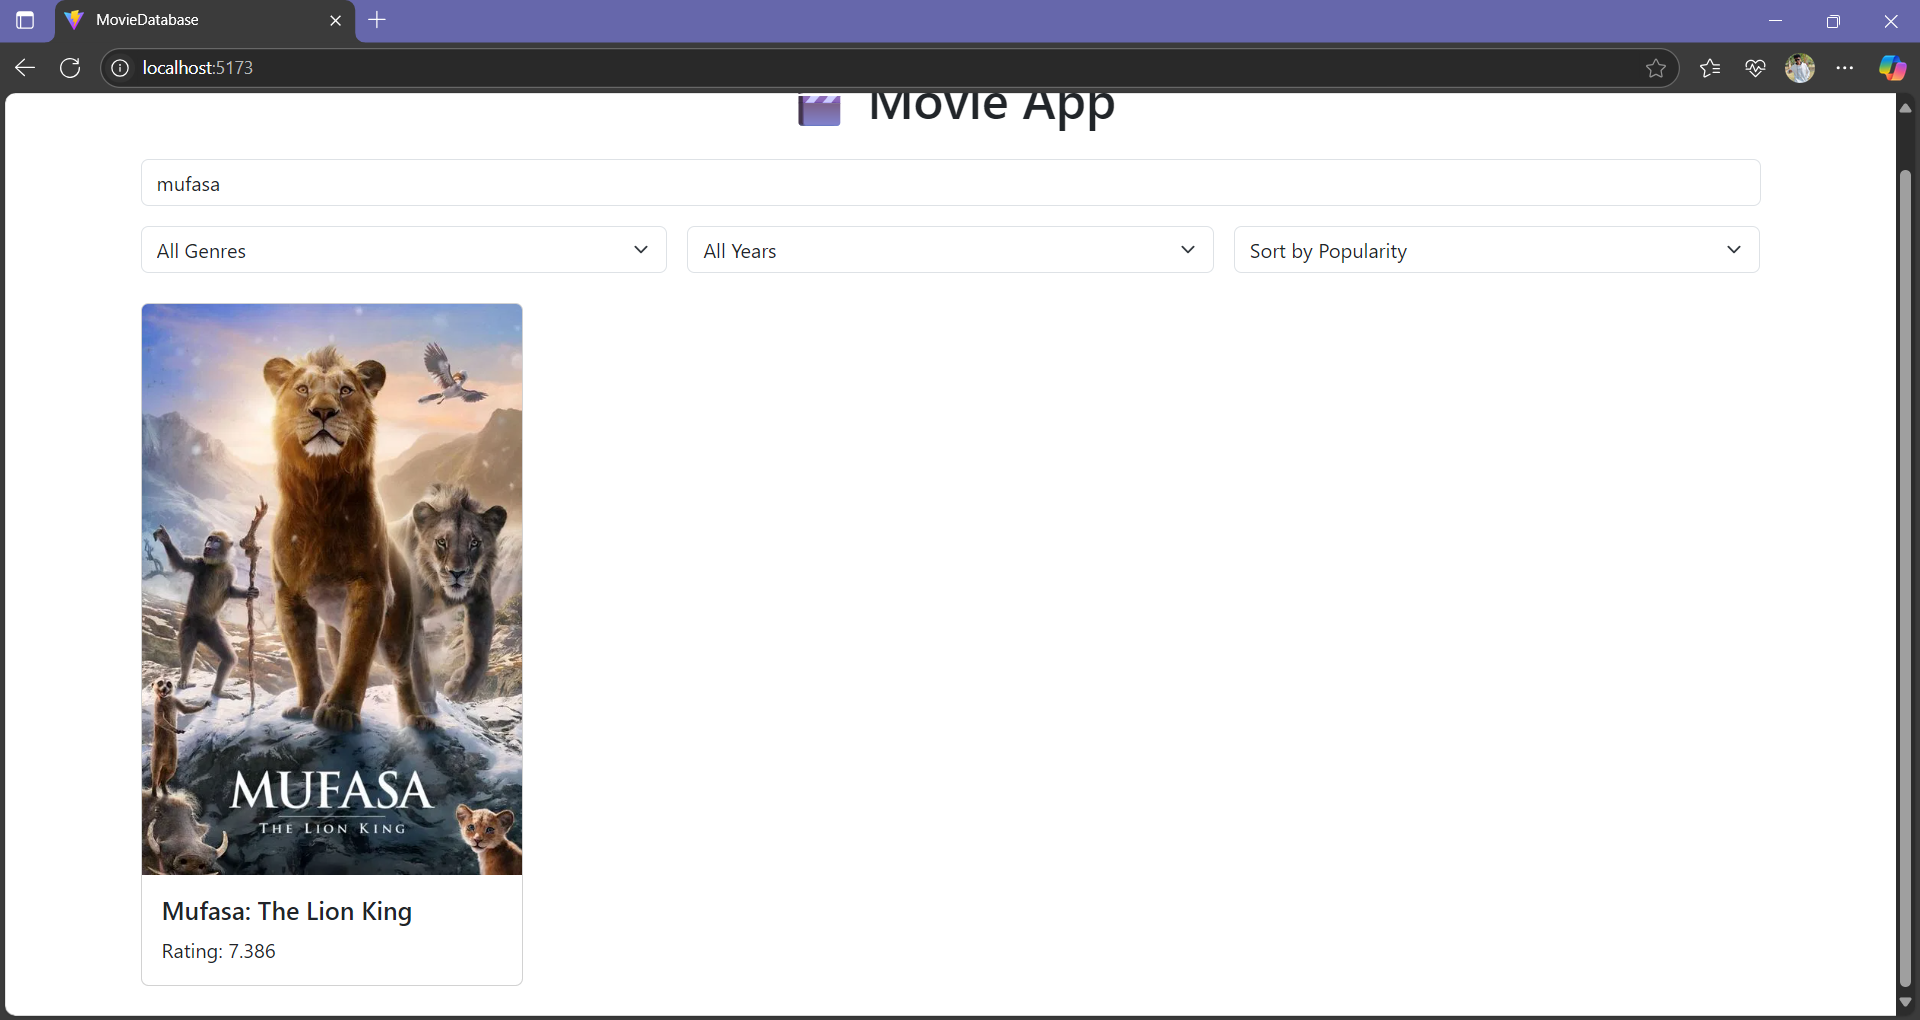 MovieDatabase
localhost:5173
Movie App
mufasa
All Genres
All Years
Sort by Popularity
MUFASA
THE LION KING
Mufasa: The Lion King
Rating: 7.386